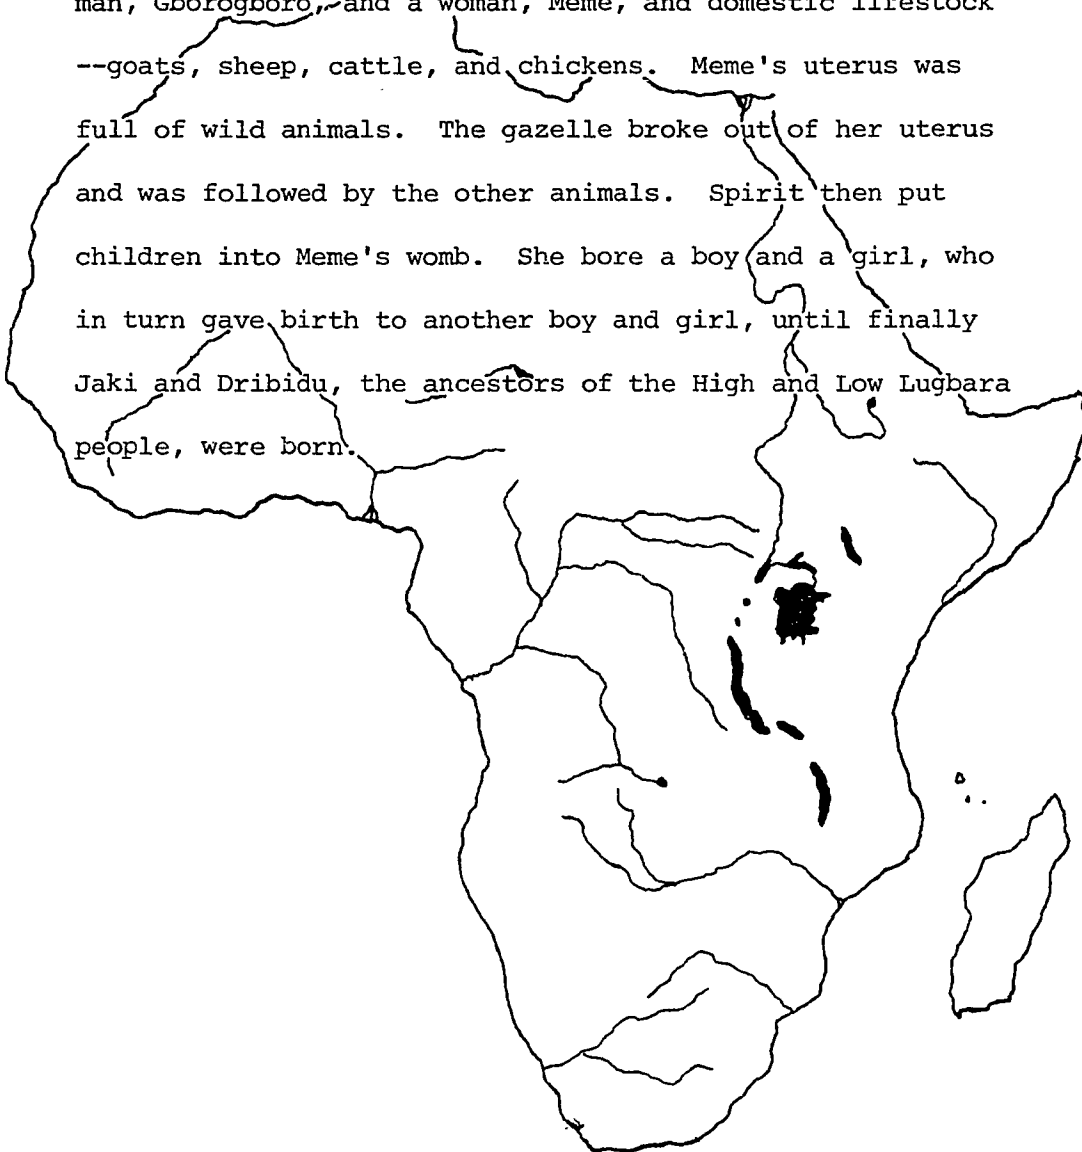 man, Gborogboro, and a woman, Meme, and domestic lifestock
--goats, sheep, cattle, and chickens. Meme's uterus was
full of wild animals. The gazelle broke out of her uterus
and was followed by the other animals. Spirit then put
children into Meme's womb. She bore a boy and a girl, who
in turn gave birth to another boy and girl, until finally
Jaki and Dribidu, the ancestors of the High and Low Lugbara
people, were born.